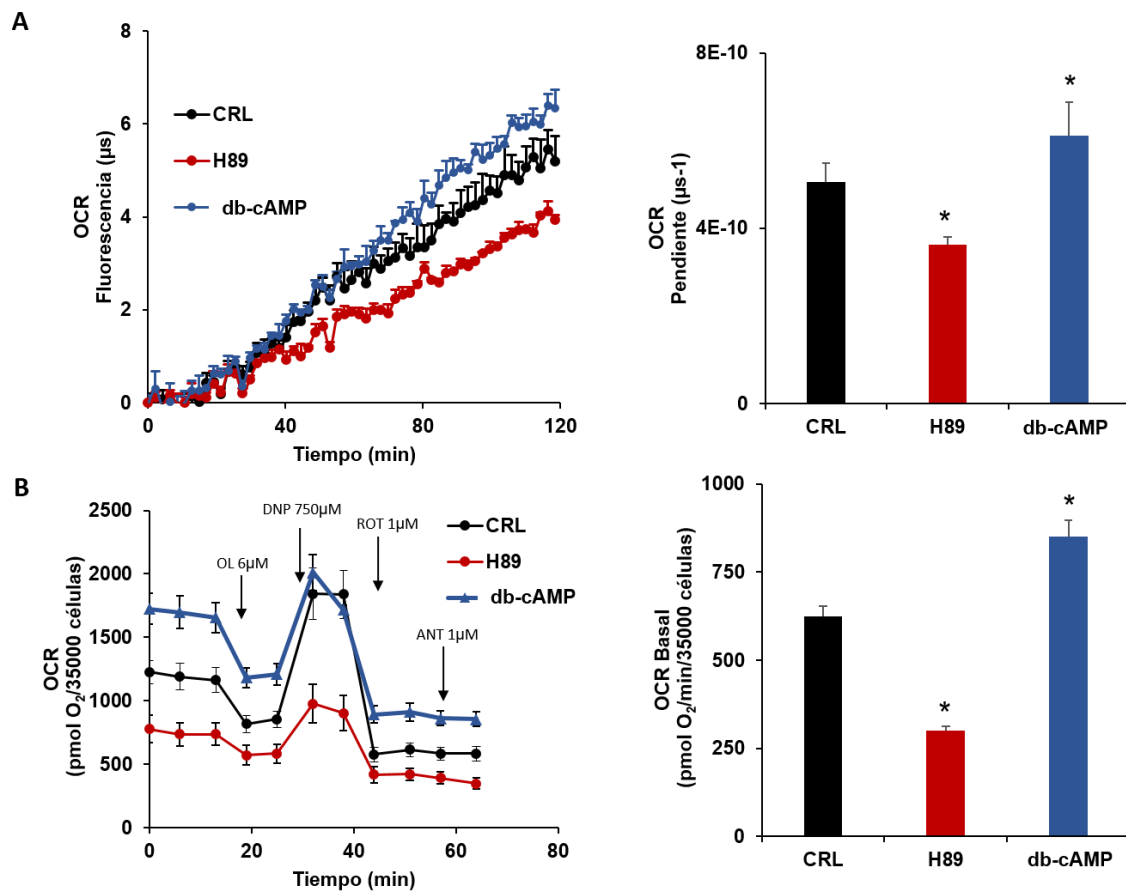 A
OCR
Fluorescencia (µs)
8
6
4
2
0
0
40
80
120
Tiempo (min)
CRL
H89
db-cAMP
OCR
Pendiente (µs-1)
8E-10
4E-10
0
*
*
CRL
H89
db-cAMP
B
OCR
(pmol O₂/35000 células)
2500
2000
1500
1000
500
0
0
20
40
60
80
Tiempo (min)
OL 6µM
DNP 750µM
ROT 1µM
ANT 1µM
CRL
H89
db-cAMP
OCR Basal
(pmol O₂/min/35000 células)
1000
750
500
250
0
*
*
CRL
H89
db-cAMP